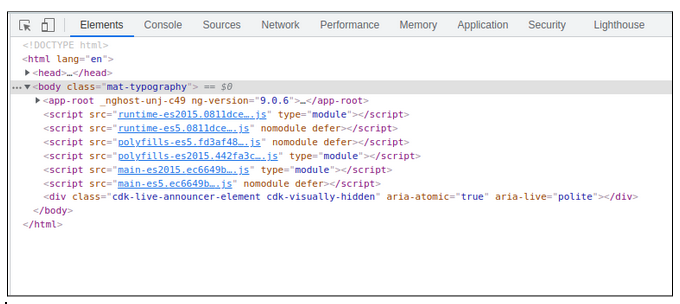 Elements Console Sources Network Performance Memory Application Security Lighthouse
<!DOCTYPE html>
<html lang="en">
<head>…</head>
<body class="mat-typography"> == $0
<app-root _nghost-unj-c49 ng-version="9.0.6">…</app-root>
<script src="runtime-es2015.0811dce….js" type="module"></script>
<script src="runtime-es5.0811dce….js" nomodule defer></script>
<script src="polyfills-es5.fd3af48….js" nomodule defer></script>
<script src="polyfills-es2015.442fa3c….js" type="module"></script>
<script src="main-es2015.ec6649b….js" type="module"></script>
<script src="main-es5.ec6649b….js" nomodule defer></script>
<div class="cdk-live-announcer-element cdk-visually-hidden" aria-atomic="true" aria-live="polite"></div>
</body>
</html>